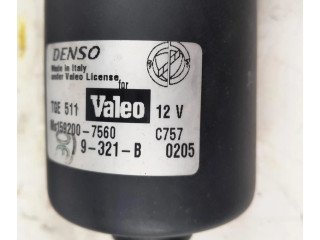 DENSO
Made in Italy
under Valeo License
for
TGE 511 Valeo 12 V
159200-7560 C757
9-321-B 0205